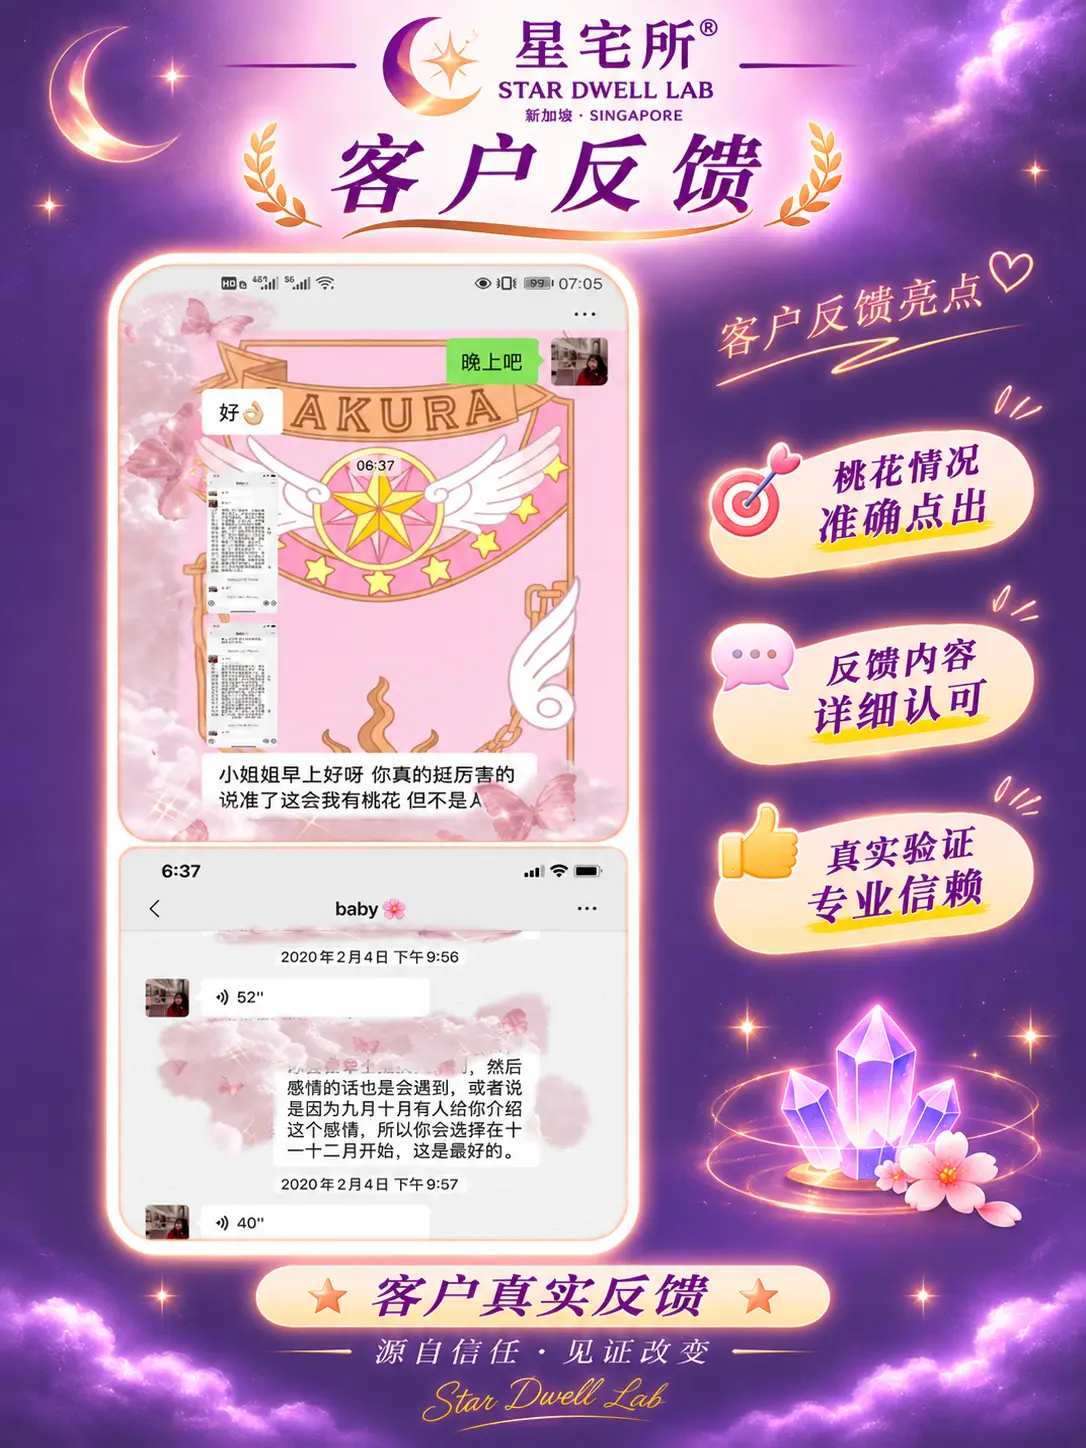 星宅所®
STAR DWELL LAB
新加坡 · SINGAPORE
客户反馈
HD 46 5G 99 07:05
晚上吧
好👌🏻
AKURA
06:37
小姐姐早上好呀 你真的挺厉害的
说准了这会我有桃花 但不是A
6:37
baby🌸
2020年2月4日 下午9:56
52"
,然后
感情的话也是会遇到,或者说
是因为九月十月有人给你介绍
这个感情,所以你会选择在十
一十二月开始,这是最好的。
2020年2月4日 下午9:57
40"
客户反馈亮点
桃花情况
准确点出
反馈内容
详细认可
真实验证
专业信赖
客户真实反馈
源自信任 · 见证改变
Star Dwell Lab